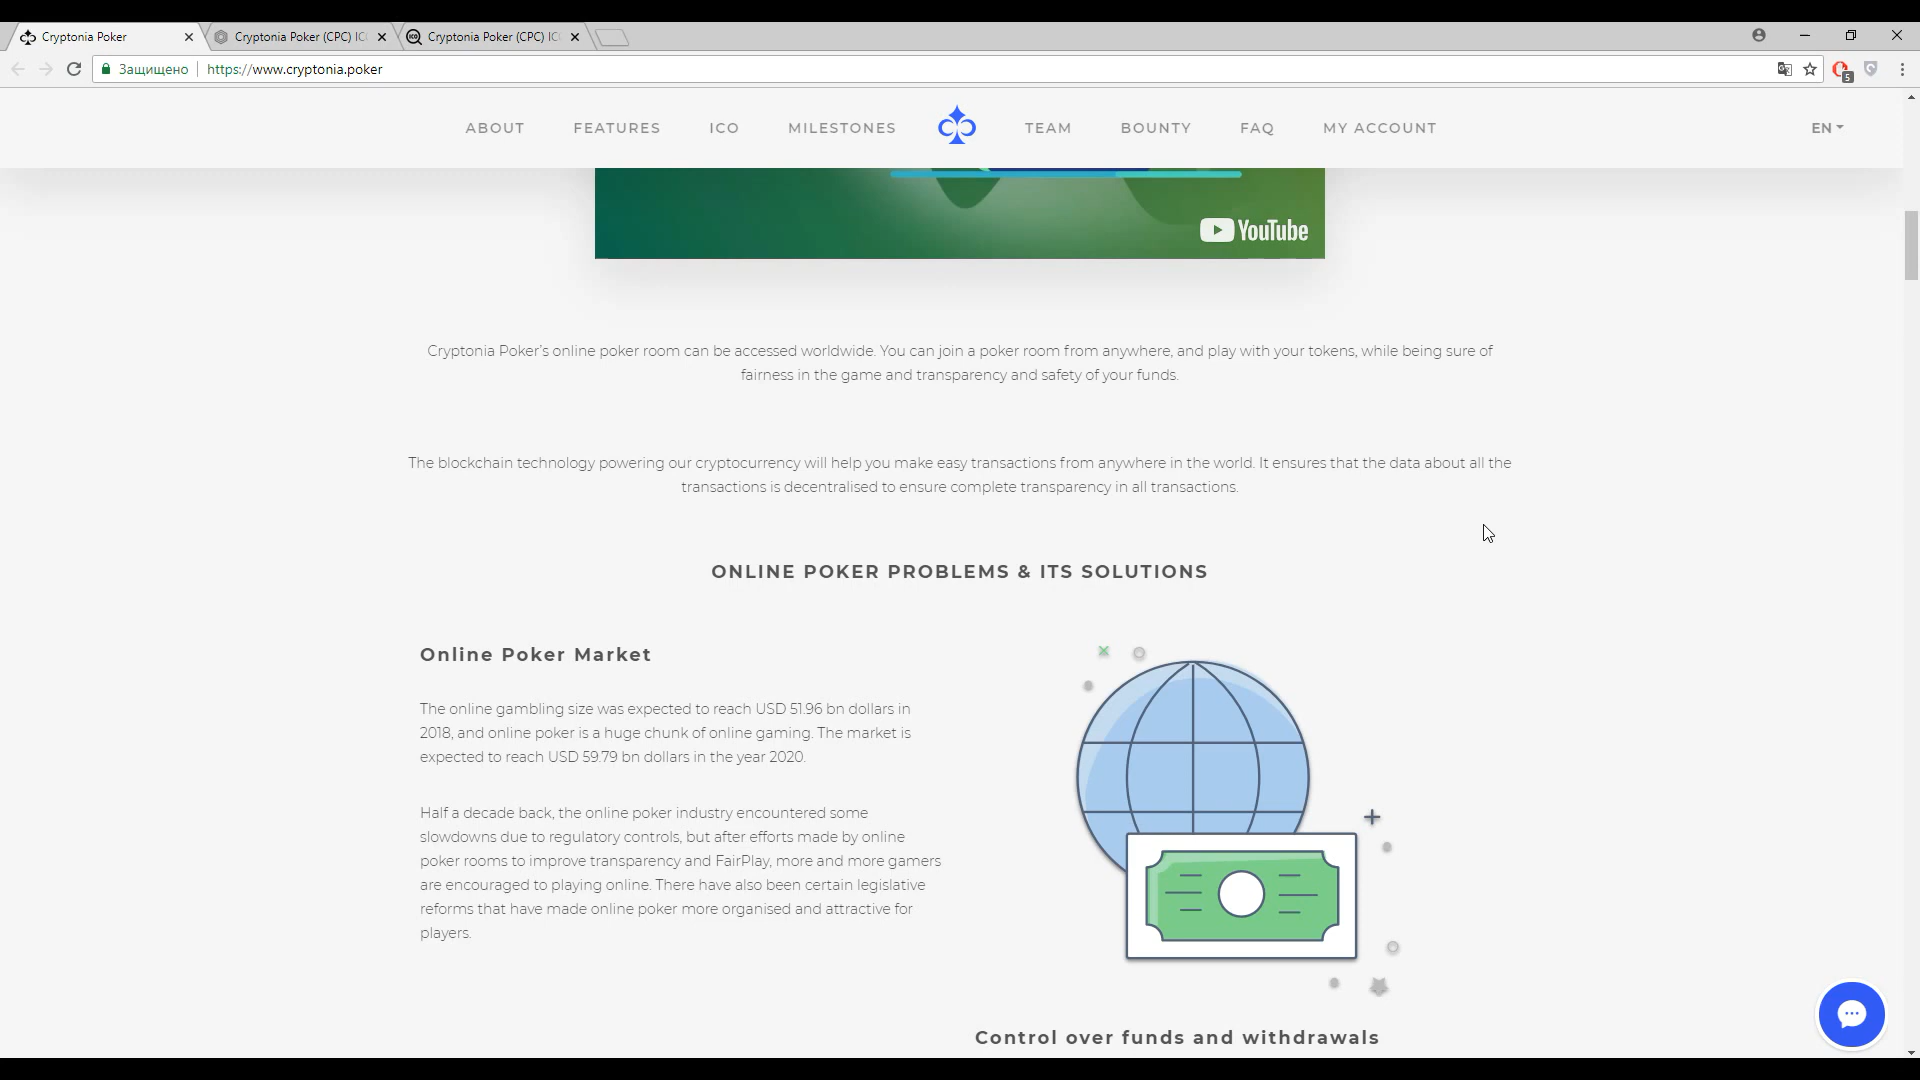 Cryptonia Poker
Cryptonia Poker (CPC) IC
Cryptonia Poker (CPC) IC
Защищено
https://www.cryptonia.poker
5
ABOUT
FEATURES
ICO
MILESTONES
TEAM
BOUNTY
FAQ
MY ACCOUNT
EN
YouTube
Cryptonia Poker's online poker room can be accessed worldwide. You can join a poker room from anywhere, and play with your tokens, while being sure of
fairness in the game and transparency and safety of your funds.
The blockchain technology powering our cryptocurrency will help you make easy transactions from anywhere in the world. It ensures that the data about all the
transactions is decentralised to ensure complete transparency in all transactions.
ONLINE POKER PROBLEMS & ITS SOLUTIONS
Online Poker Market
The online gambling size was expected to reach USD 51.96 bn dollars in
2018, and online poker is a huge chunk of online gaming. The market is
expected to reach USD 59.79 bn dollars in the year 2020.
Half a decade back, the online poker industry encountered some
slowdowns due to regulatory controls, but after efforts made by online
poker rooms to improve transparency and FairPlay, more and more gamers
are encouraged to playing online. There have also been certain legislative
reforms that have made online poker more organised and attractive for
players.
Control over funds and withdrawals